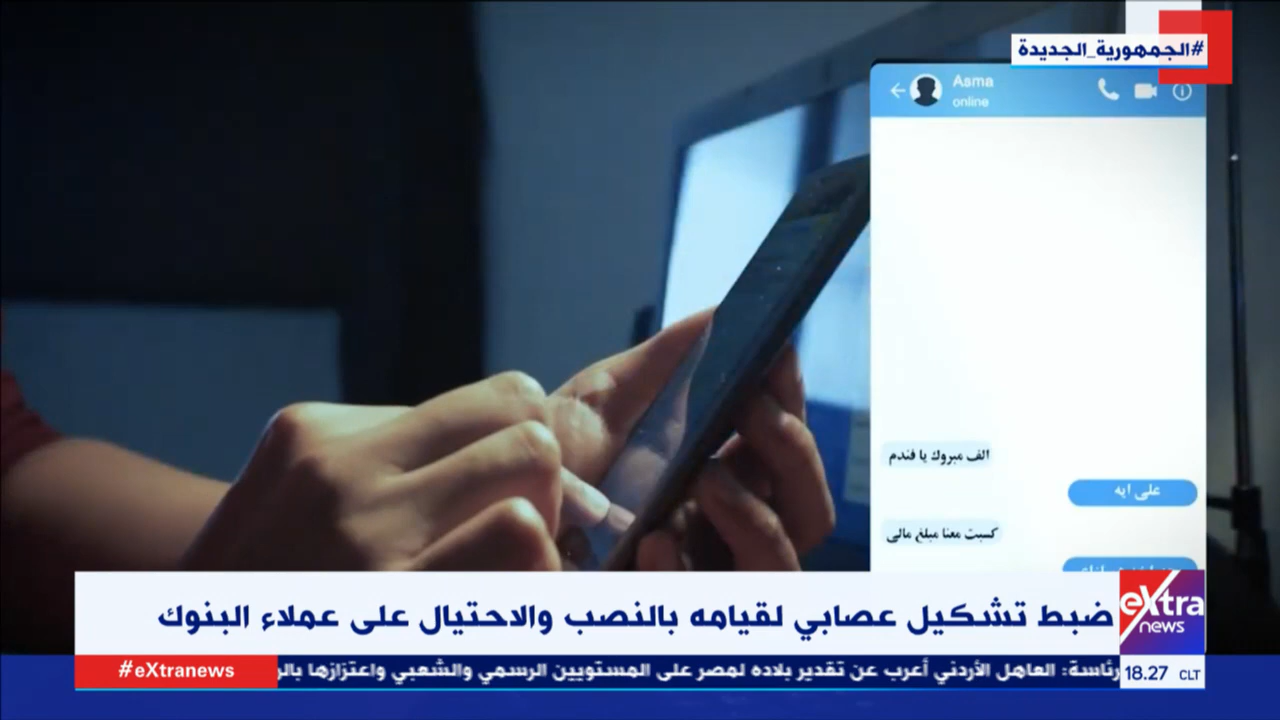 #الجمهورية_الجديدة
Asma
online
الف مبروك يا فندم
على ايه
كسبت معنا مبلغ مالى
ضبط تشكيل عصابي لقيامه بالنصب والاحتيال على عملاء البنوك
eXtra news
#eXtranews
رئاسة: العاهل الأردني أعرب عن تقدير بلاده لمصر على المستويين الرسمي والشعبي واعتزازها
18.27 CLT